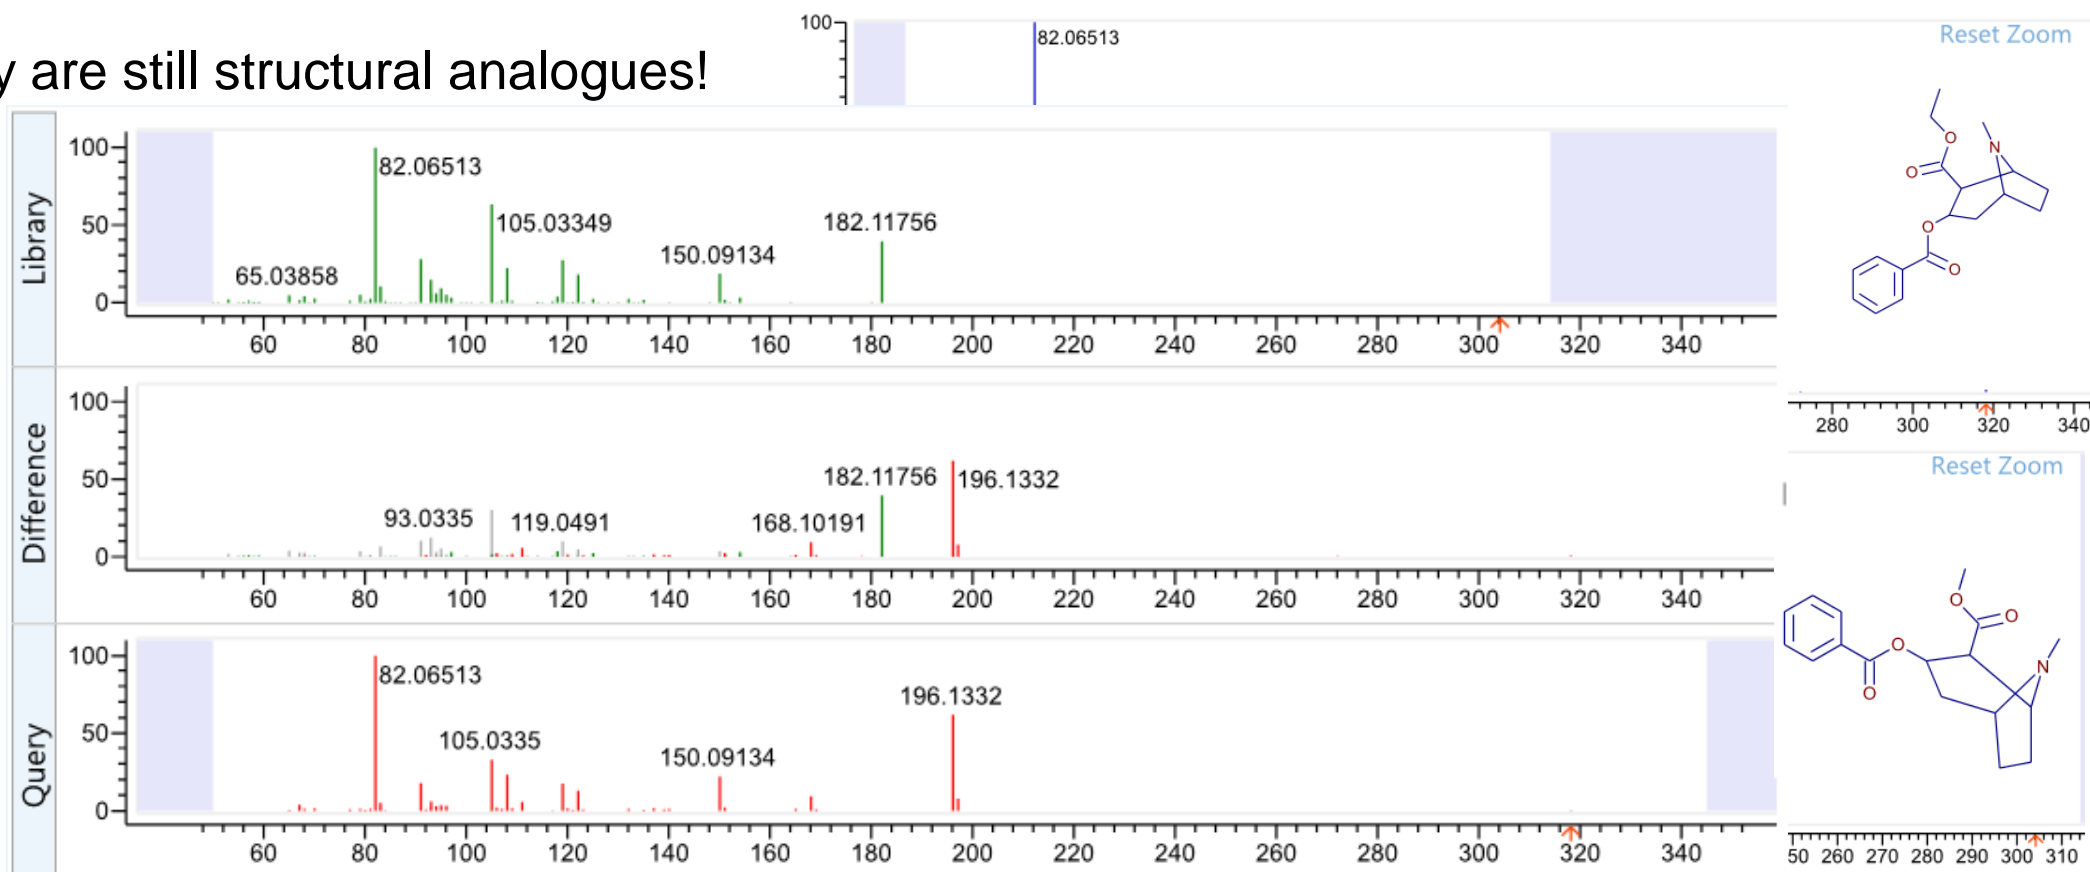 100
82.06513
Reset Zoom
y are still structural analogues!
Library
100
50
0
82.06513
105.03349
65.03858
150.09134
182.11756
60 80 100 120 140 160 180 200 220 240 260 280 300 320 340
O
O
N
O
O
280 300 320 340
Difference
100
50
0
93.0335
119.0491
168.10191
182.11756
196.1332
60 80 100 120 140 160 180 200 220 240 260 280 300 320 340
Reset Zoom
Query
100
50
0
82.06513
105.0335
150.09134
196.1332
60 80 100 120 140 160 180 200 220 240 260 280 300 320 340
O
O
O
O
N
50 260 270 280 290 300 310